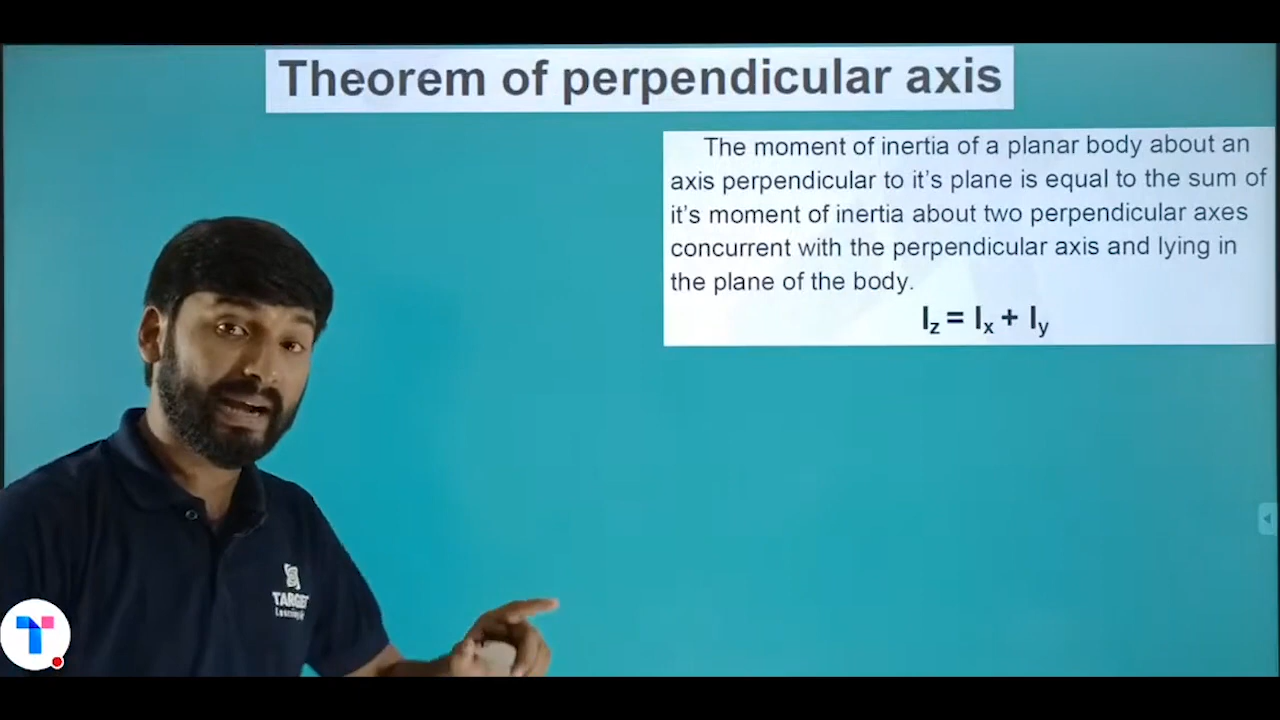 Theorem of perpendicular axis
The moment of inertia of a planar body about an
axis perpendicular to it's plane is equal to the sum of
it's moment of inertia about two perpendicular axes
concurrent with the perpendicular axis and lying in
the plane of the body.
Iz = Ix + Iy
TARGET